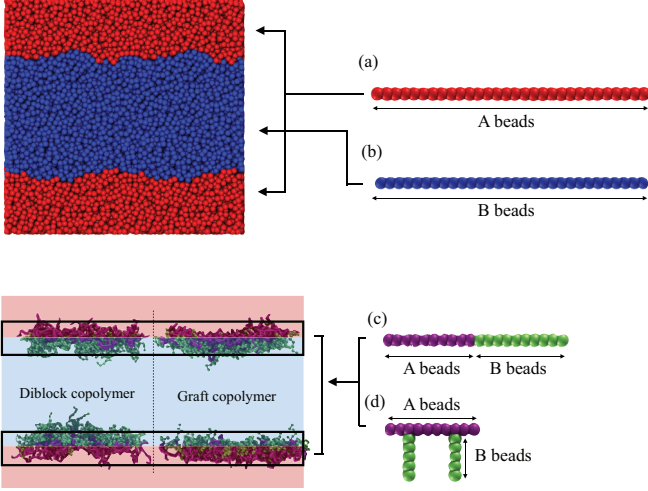 (a)
A beads
(b)
B beads
(c)
A beads B beads
Diblock copolymer Graft copolymer
(d)
A beads
B beads